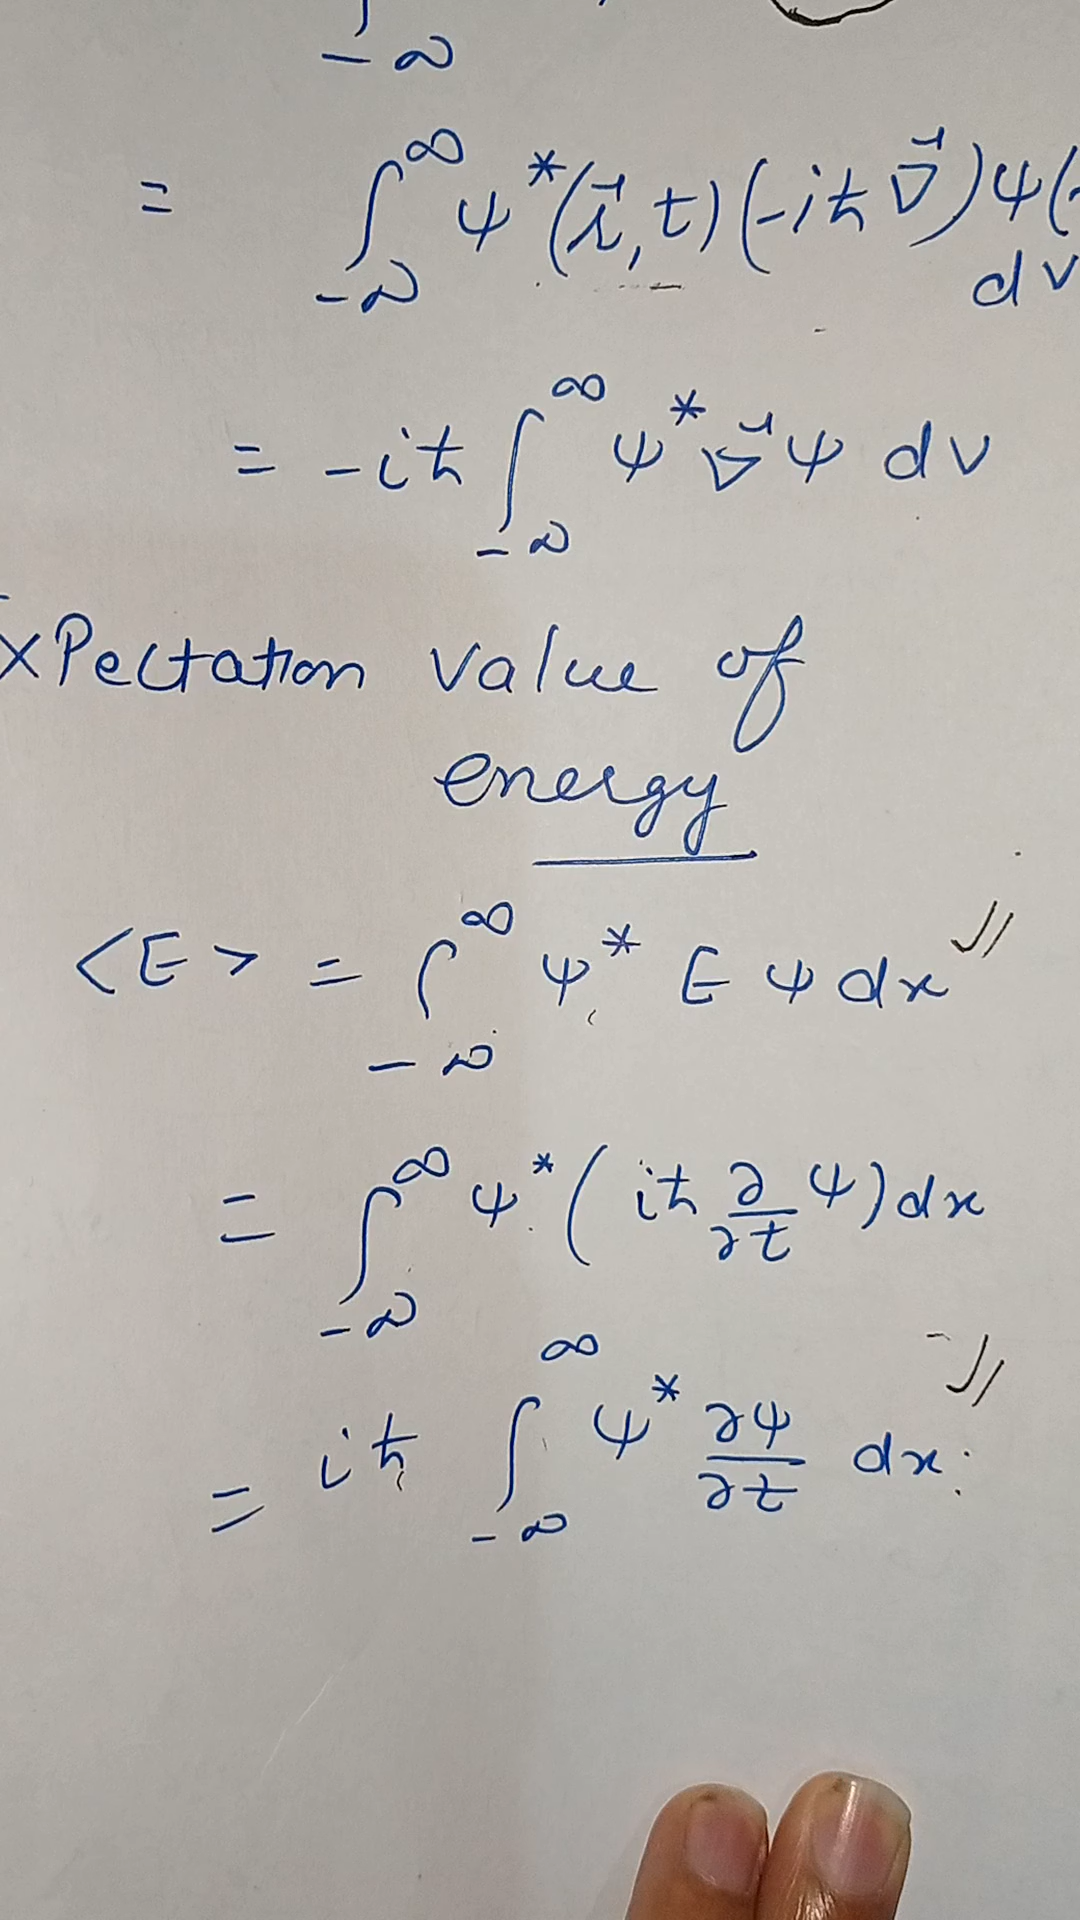 ∫ -∞
= ∫_{-∞}^{∞} ψ*(r⃗, t) (-iħ ∇⃗) ψ(
dv
= -iħ ∫_{-∞}^{∞} ψ* ∇⃗ ψ dv
xPectation value of
energy
<E> = ∫_{-∞}^{∞} ψ* E ψ dx
= ∫_{-∞}^{∞} ψ* ( iħ ∂/∂t ψ) dx
= iħ ∫_{-∞}^{∞} ψ* ∂ψ/∂t dx